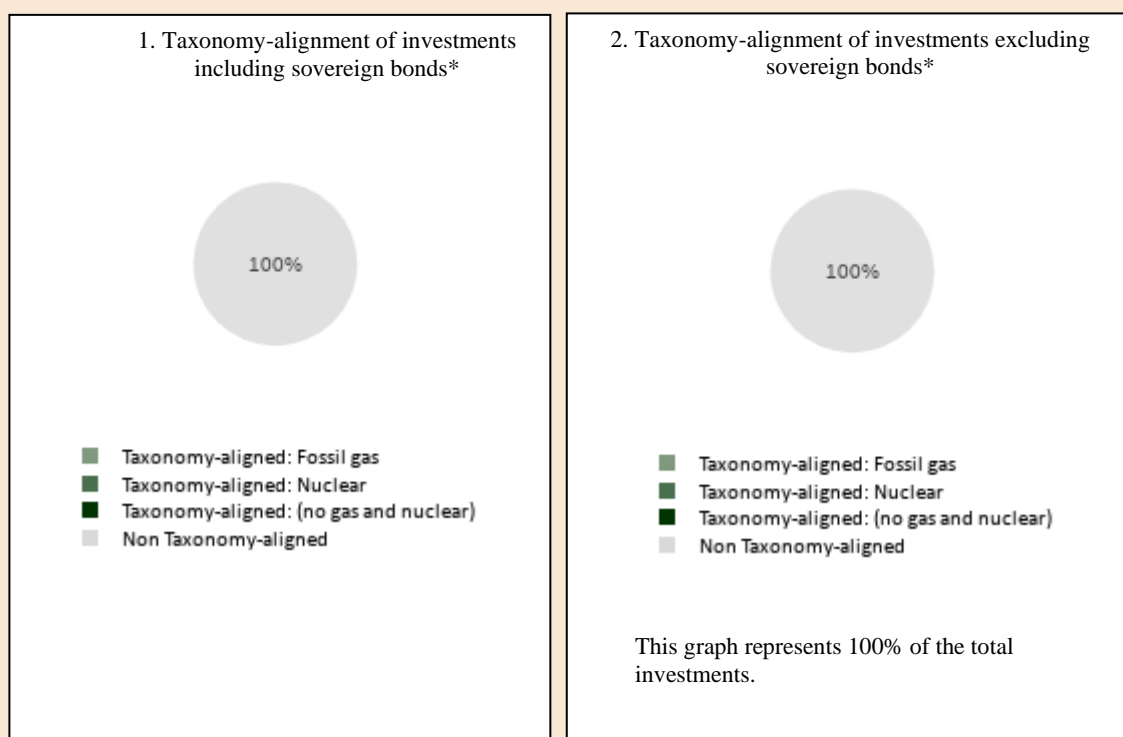 1. Taxonomy-alignment of investments
including sovereign bonds*
100%
Taxonomy-aligned: Fossil gas
Taxonomy-aligned: Nuclear
Taxonomy-aligned: (no gas and nuclear)
Non Taxonomy-aligned
2. Taxonomy-alignment of investments excluding
sovereign bonds*
100%
Taxonomy-aligned: Fossil gas
Taxonomy-aligned: Nuclear
Taxonomy-aligned: (no gas and nuclear)
Non Taxonomy-aligned
This graph represents 100% of the total
investments.